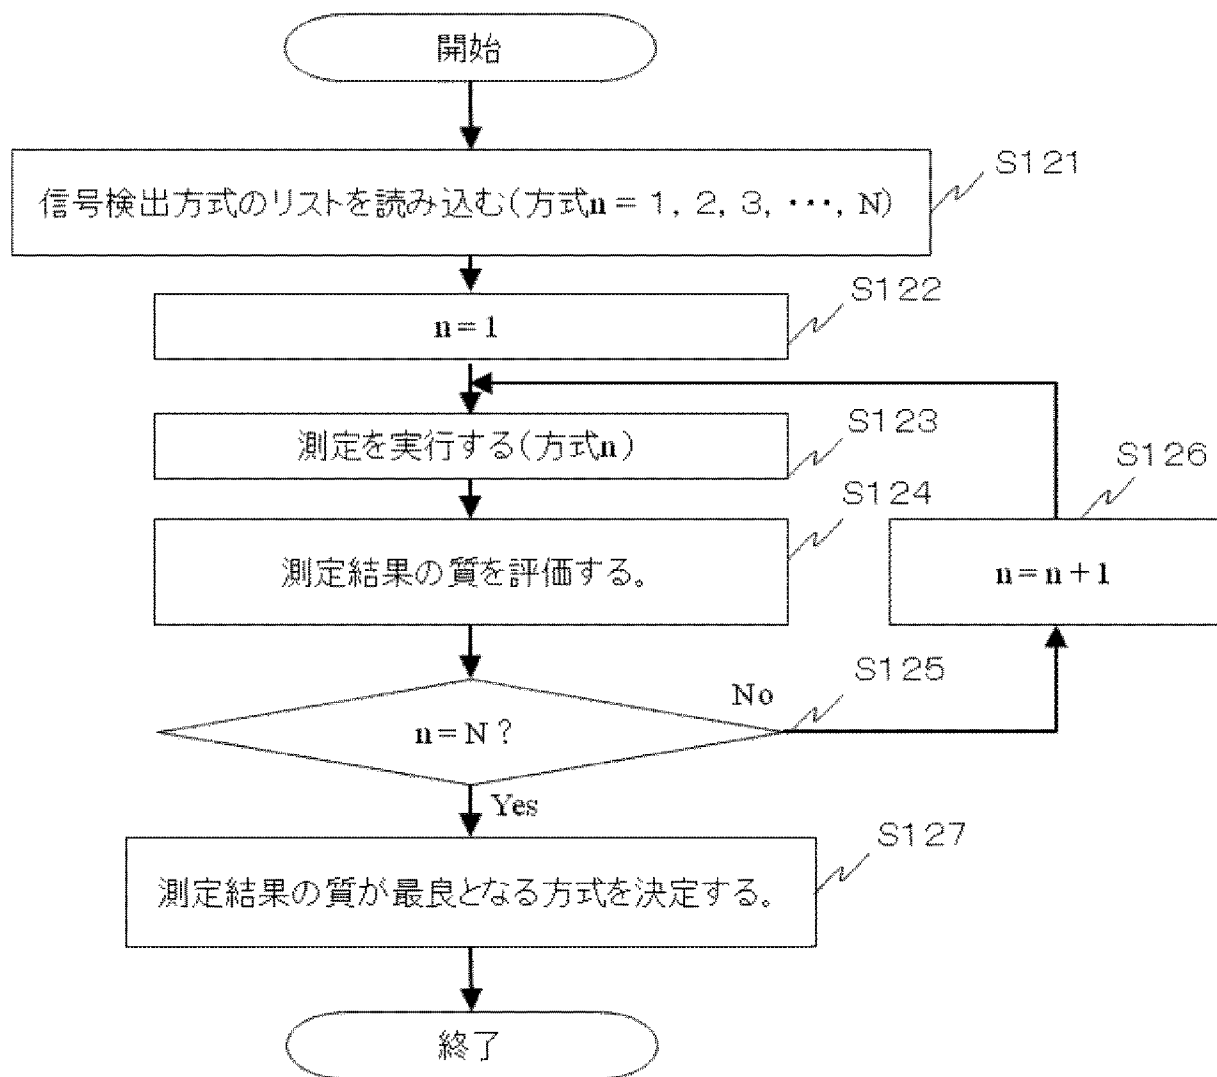 開始
S121
信号検出方式のリストを読み込む(方式n = 1, 2, 3, ・・・, N)
S122
n = 1
S123
測定を実行する(方式n)
S126
S124
測定結果の質を評価する。
n = n + 1
S125
No
n = N ?
Yes
S127
測定結果の質が最良となる方式を決定する。
終了